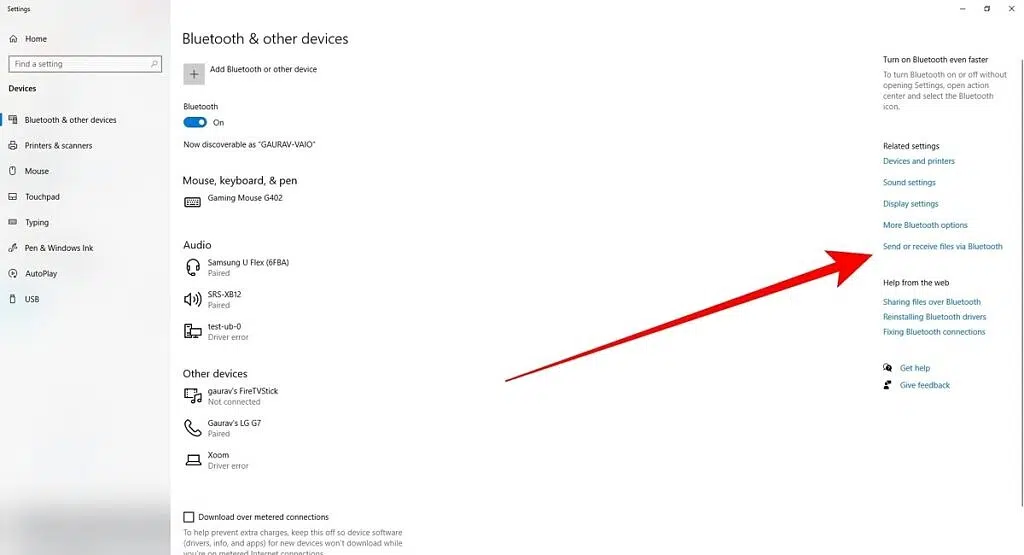 Settings
Home
Find a setting
Devices
Bluetooth & other devices
Printers & scanners
Mouse
Touchpad
Typing
Pen & Windows Ink
AutoPlay
USB
Bluetooth & other devices
Add Bluetooth or other device
Bluetooth
On
Now discoverable as "GAURAV-VAIO"
Mouse, keyboard, & pen
Gaming Mouse G402
Audio
Samsung U Flex (6FBA)
Paired
SRS-XB12
Paired
test-ub-0
Driver error
Other devices
gaurav's FireTVStick
Not connected
Gaurav's LG G7
Paired
Xoom
Driver error
Download over metered connections
To help prevent extra charges, keep this off so device software
(drivers, info, and apps) for new devices won't download while
you're on metered Internet connections.
Turn on Bluetooth even faster
To turn Bluetooth on or off without
opening Settings, open action
center and select the Bluetooth
icon.
Related settings
Devices and printers
Sound settings
Display settings
More Bluetooth options
Send or receive files via Bluetooth
Help from the web
Sharing files over Bluetooth
Reinstalling Bluetooth drivers
Fixing Bluetooth connections
Get help
Give feedback